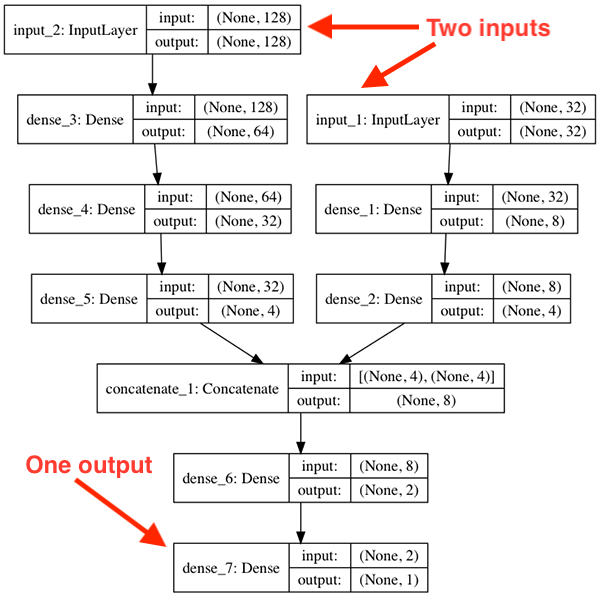 input_2: InputLayer input: (None, 128)
output: (None, 128)
Two inputs
dense_3: Dense input: (None, 128)
output: (None, 64)
input_1: InputLayer input: (None, 32)
output: (None, 32)
dense_4: Dense input: (None, 64)
output: (None, 32)
dense_1: Dense input: (None, 32)
output: (None, 8)
dense_5: Dense input: (None, 32)
output: (None, 4)
dense_2: Dense input: (None, 8)
output: (None, 4)
concatenate_1: Concatenate input: [(None, 4), (None, 4)]
output: (None, 8)
One output
dense_6: Dense input: (None, 8)
output: (None, 2)
dense_7: Dense input: (None, 2)
output: (None, 1)